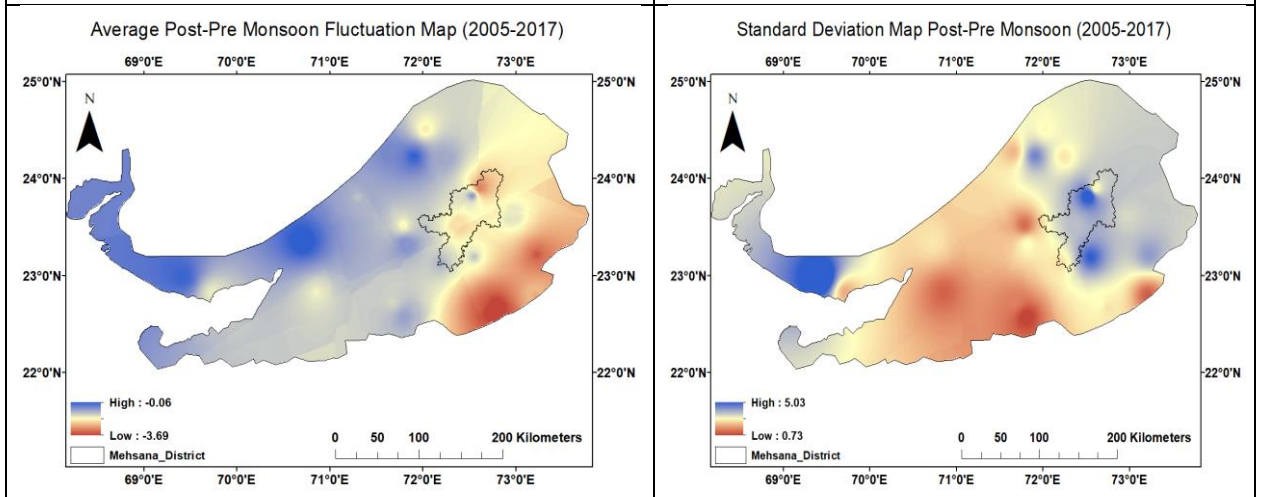 Average Post-Pre Monsoon Fluctuation Map (2005-2017)
69°0'E 70°0'E 71°0'E 72°0'E 73°0'E
25°0'N 25°0'N
N
24°0'N 24°0'N
23°0'N 23°0'N
22°0'N 22°0'N
High : -0.06
Low : -3.69
Mehsana_District
0 50 100 200 Kilometers
69°0'E 70°0'E 71°0'E 72°0'E 73°0'E
Standard Deviation Map Post-Pre Monsoon (2005-2017)
69°0'E 70°0'E 71°0'E 72°0'E 73°0'E
25°0'N 25°0'N
N
24°0'N 24°0'N
23°0'N 23°0'N
22°0'N 22°0'N
High : 5.03
Low : 0.73
Mehsana_District
0 50 100 200 Kilometers
69°0'E 70°0'E 71°0'E 72°0'E 73°0'E